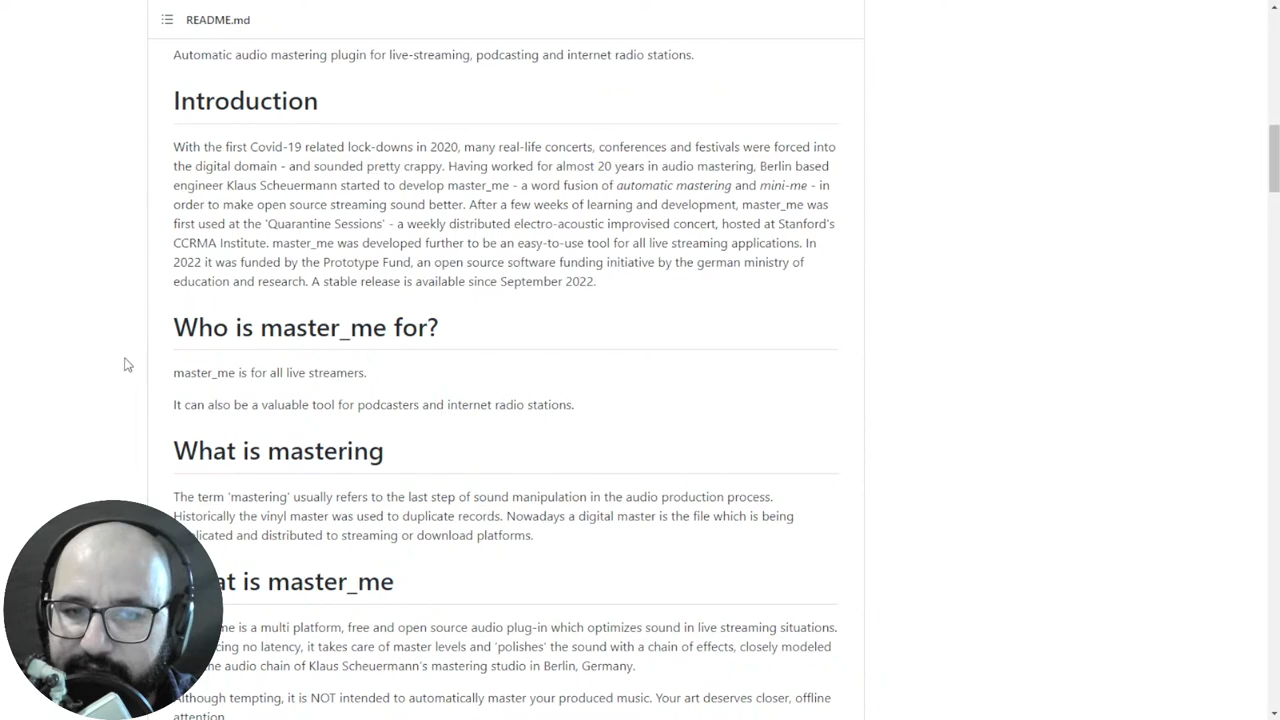 README.md
Automatic audio mastering plugin for live-streaming, podcasting and internet radio stations.
Introduction
With the first Covid-19 related lock-downs in 2020, many real-life concerts, conferences and festivals were forced into
the digital domain - and sounded pretty crappy. Having worked for almost 20 years in audio mastering, Berlin based
engineer Klaus Scheuermann started to develop master_me - a word fusion of automatic mastering and mini-me - in
order to make open source streaming sound better. After a few weeks of learning and development, master_me was
first used at the 'Quarantine Sessions' - a weekly distributed electro-acoustic improvised concert, hosted at Stanford's
CCRMA Institute. master_me was developed further to be an easy-to-use tool for all live streaming applications. In
2022 it was funded by the Prototype Fund, an open source software funding initiative by the german ministry of
education and research. A stable release is available since September 2022.
Who is master_me for?
master_me is for all live streamers.
It can also be a valuable tool for podcasters and internet radio stations.
What is mastering
The term 'mastering' usually refers to the last step of sound manipulation in the audio production process.
Historically the vinyl master was used to duplicate records. Nowadays a digital master is the file which is being
and distributed to streaming or download platforms.
is master_me
is a multi platform, free and open source audio plug-in which optimizes sound in live streaming situations.
no latency, it takes care of master levels and 'polishes' the sound with a chain of effects, closely modeled
audio chain of Klaus Scheuermann's mastering studio in Berlin, Germany.
Although tempting, it is NOT intended to automatically master your produced music. Your art deserves closer, offline
attention.